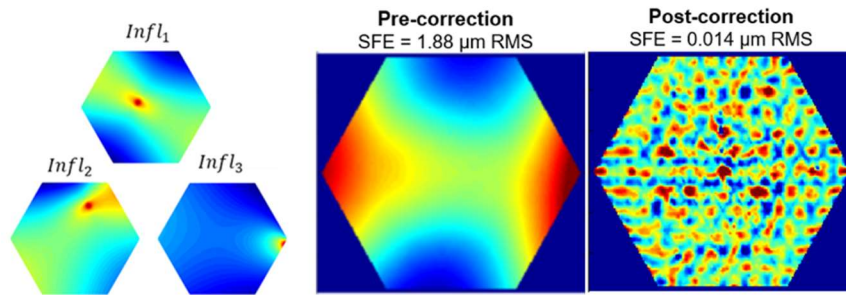 Infl₁
Infl₂
Infl₃
Pre-correction
SFE = 1.88 µm RMS
Post-correction
SFE = 0.014 µm RMS